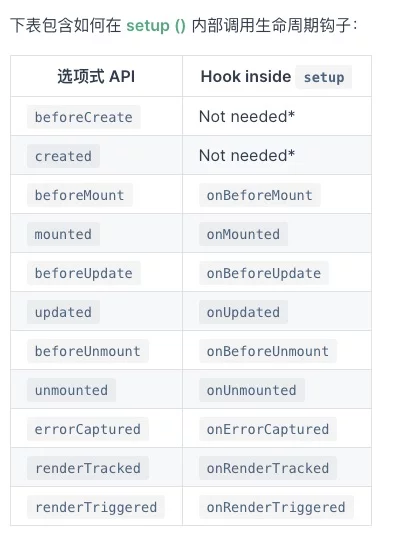 下表包含如何在 setup () 内部调用生命周期钩子：
选项式 API Hook inside setup
beforeCreate Not needed*
created Not needed*
beforeMount onBeforeMount
mounted onMounted
beforeUpdate onBeforeUpdate
updated onUpdated
beforeUnmount onBeforeUnmount
unmounted onUnmounted
errorCaptured onErrorCaptured
renderTracked onRenderTracked
renderTriggered onRenderTriggered